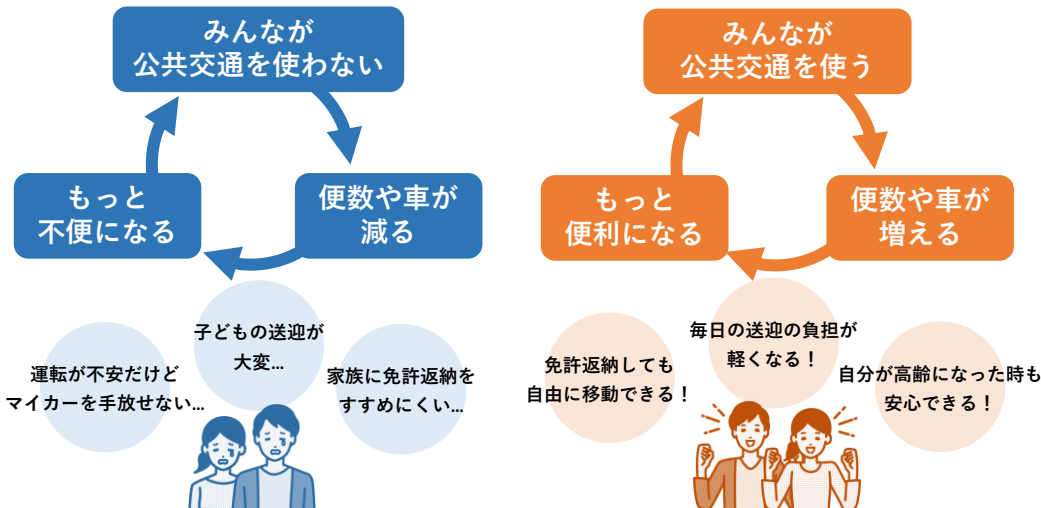 みんなが
公共交通を使わない
便数や車が
減る
もっと
不便になる
子どもの送迎が
大変...
運転が不安だけど
マイカーを手放せない...
家族に免許返納を
すすめにくい...
みんなが
公共交通を使う
便数や車が
増える
もっと
便利になる
毎日の送迎の負担が
軽くなる！
免許返納しても
自由に移動できる！
自分が高齢になった時も
安心できる！